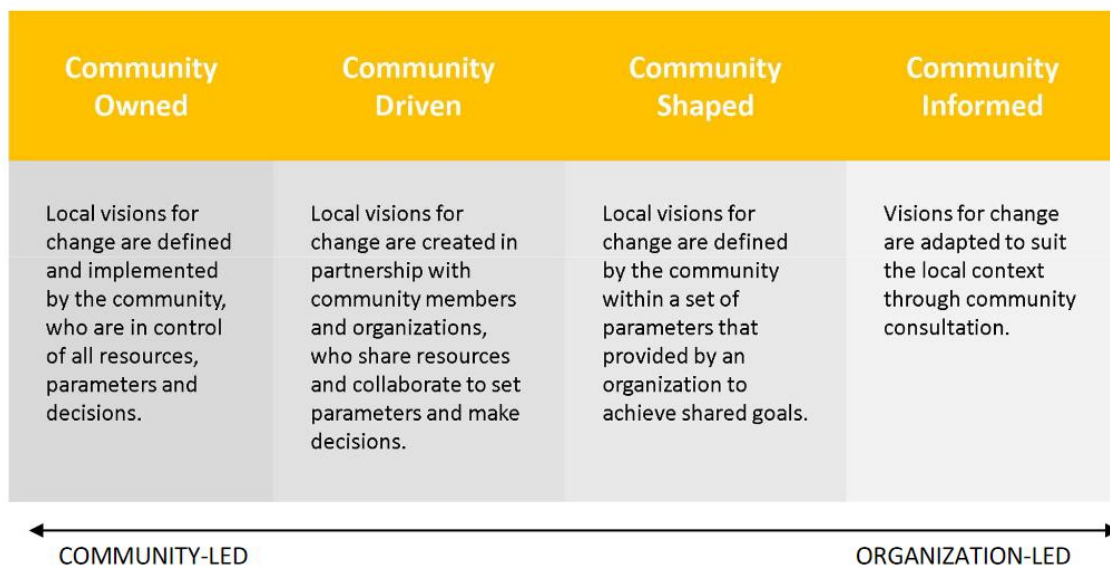 Community
Owned
Community
Driven
Community
Shaped
Community
Informed
Local visions for
change are defined
and implemented
by the community,
who are in control
of all resources,
parameters and
decisions.
Local visions for
change are created in
partnership with
community members
and organizations,
who share resources
and collaborate to set
parameters and make
decisions.
Local visions for
change are defined
by the community
within a set of
parameters that
provided by an
organization to
achieve shared goals.
Visions for change
are adapted to suit
the local context
through community
consultation.
COMMUNITY-LED
ORGANIZATION-LED